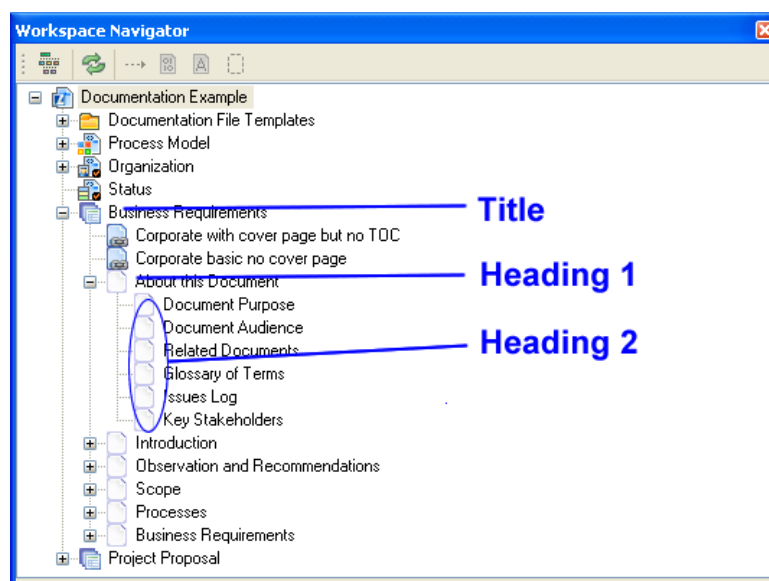 Workspace Navigator
Documentation Example
Documentation File Templates
Process Model
Organization
Status
Business Requirements
Title
Corporate with cover page but no TOC
Corporate basic no cover page
About this Document
Heading 1
Document Purpose
Document Audience
Related Documents
Heading 2
Glossary of Terms
Issues Log
Key Stakeholders
Introduction
Observation and Recommendations
Scope
Processes
Business Requirements
Project Proposal